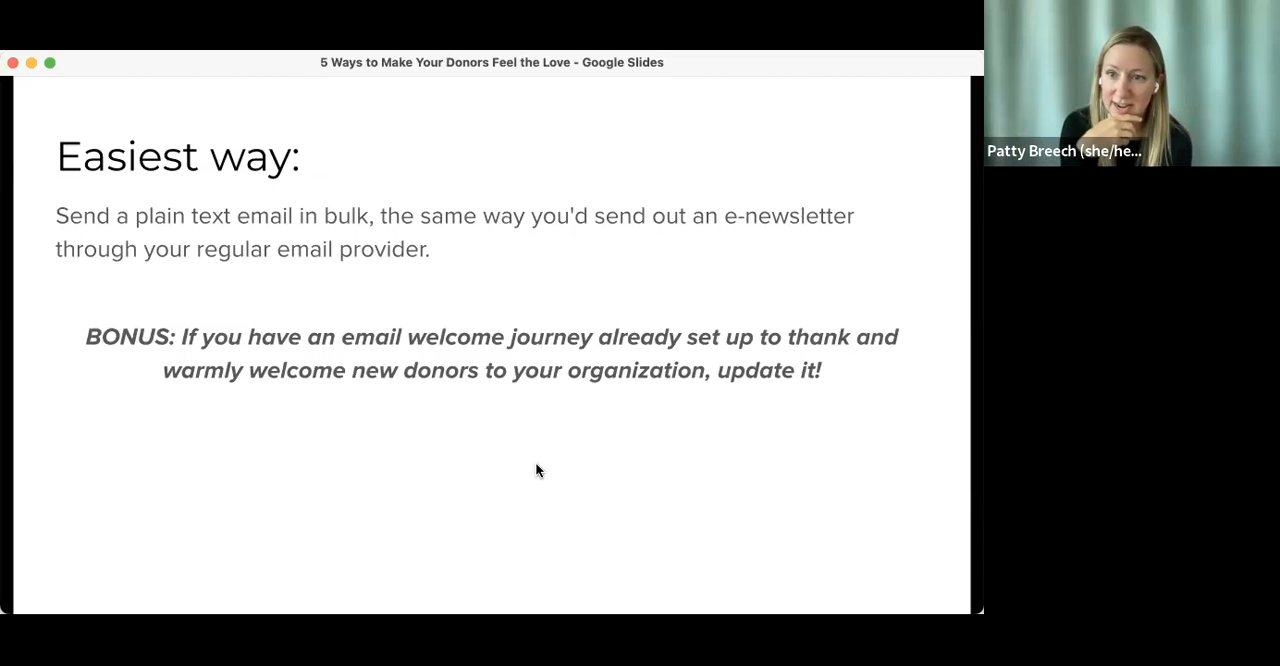 5 Ways to Make Your Donors Feel the Love - Google Slides
Easiest way:
Send a plain text email in bulk, the same way you'd send out an e-newsletter
through your regular email provider.
BONUS: If you have an email welcome journey already set up to thank and
warmly welcome new donors to your organization, update it!
Patty Breech (she/he...